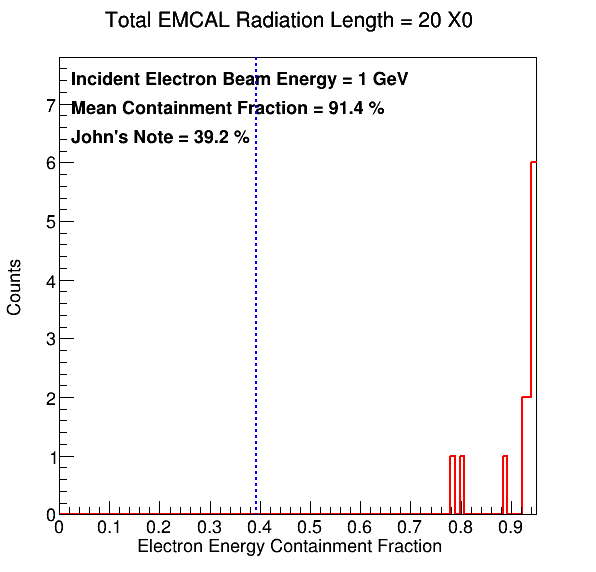 Total EMCAL Radiation Length = 20 X0
Incident Electron Beam Energy = 1 GeV
Mean Containment Fraction = 91.4 %
John's Note = 39.2 %
Counts
7
6
5
4
3
2
1
0
0 0.1 0.2 0.3 0.4 0.5 0.6 0.7 0.8 0.9
Electron Energy Containment Fraction